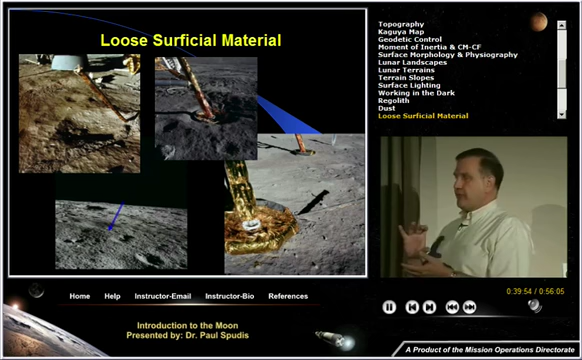 Loose Surficial Material
Topography
Kaguya Map
Geodetic Control
Moment of Inertia & CM-CF
Surface Morphology & Physiography
Lunar Landscapes
Lunar Terrains
Terrain Slopes
Surface Lighting
Working in the Dark
Regolith
Dust
Loose Surficial Material
0:39:54 / 0:56:05
Home Help Instructor-Email Instructor-Bio References
Introduction to the Moon
Presented by: Dr. Paul Spudis
A Product of the Mission Operations Directorate